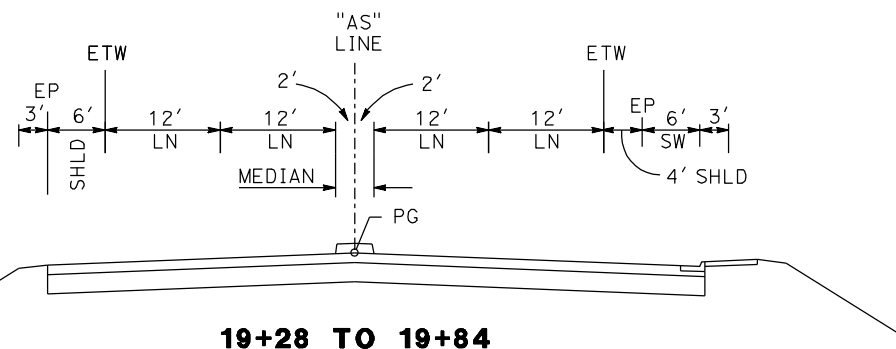 "AS"
LINE
ETW
ETW
2'
2'
EP
EP
3'
6'
12'
12'
12'
12'
6'
3'
SHLD
LN
LN
LN
LN
SW
MEDIAN
4' SHLD
PG
19+28 TO 19+84